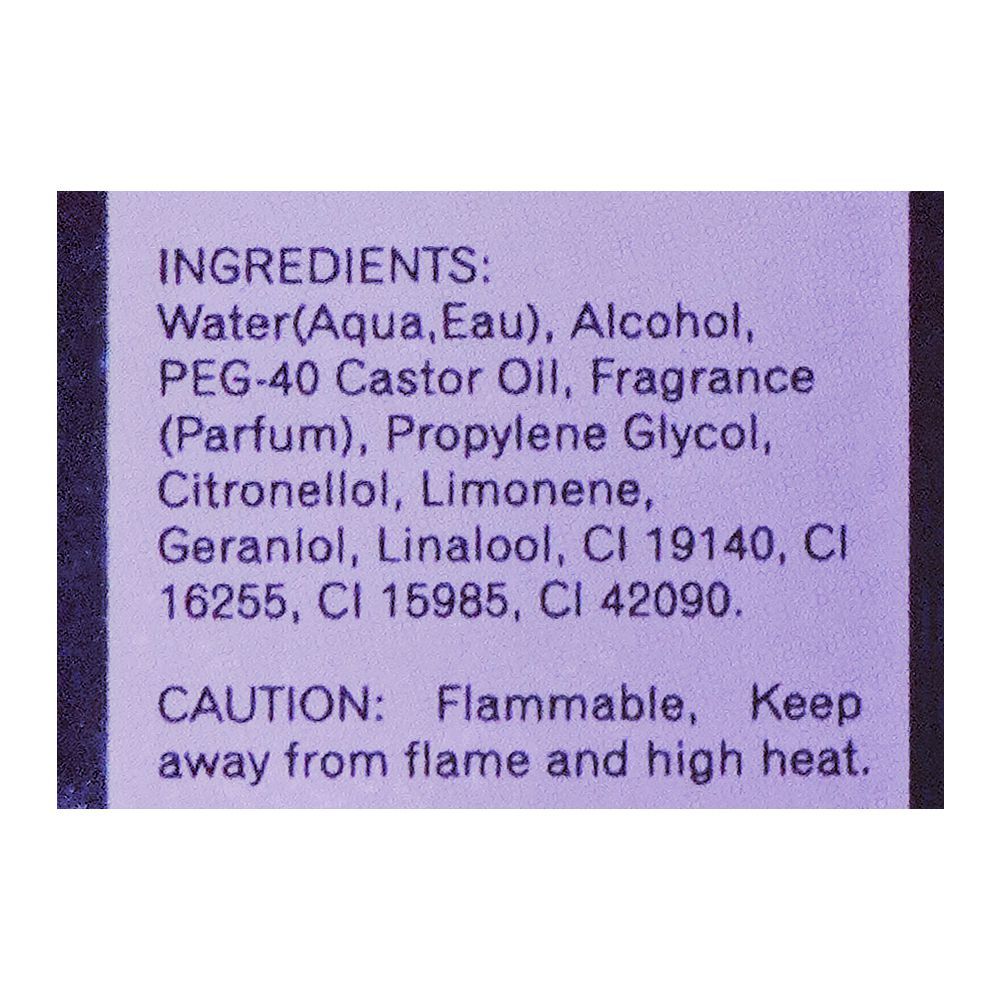 INGREDIENTS:
Water(Aqua,Eau), Alcohol,
PEG-40 Castor Oil, Fragrance
(Parfum), Propylene Glycol,
Citronellol, Limonene,
Geraniol, Linalool, CI 19140, CI
16255, CI 15985, CI 42090.
CAUTION: Flammable, Keep
away from flame and high heat.